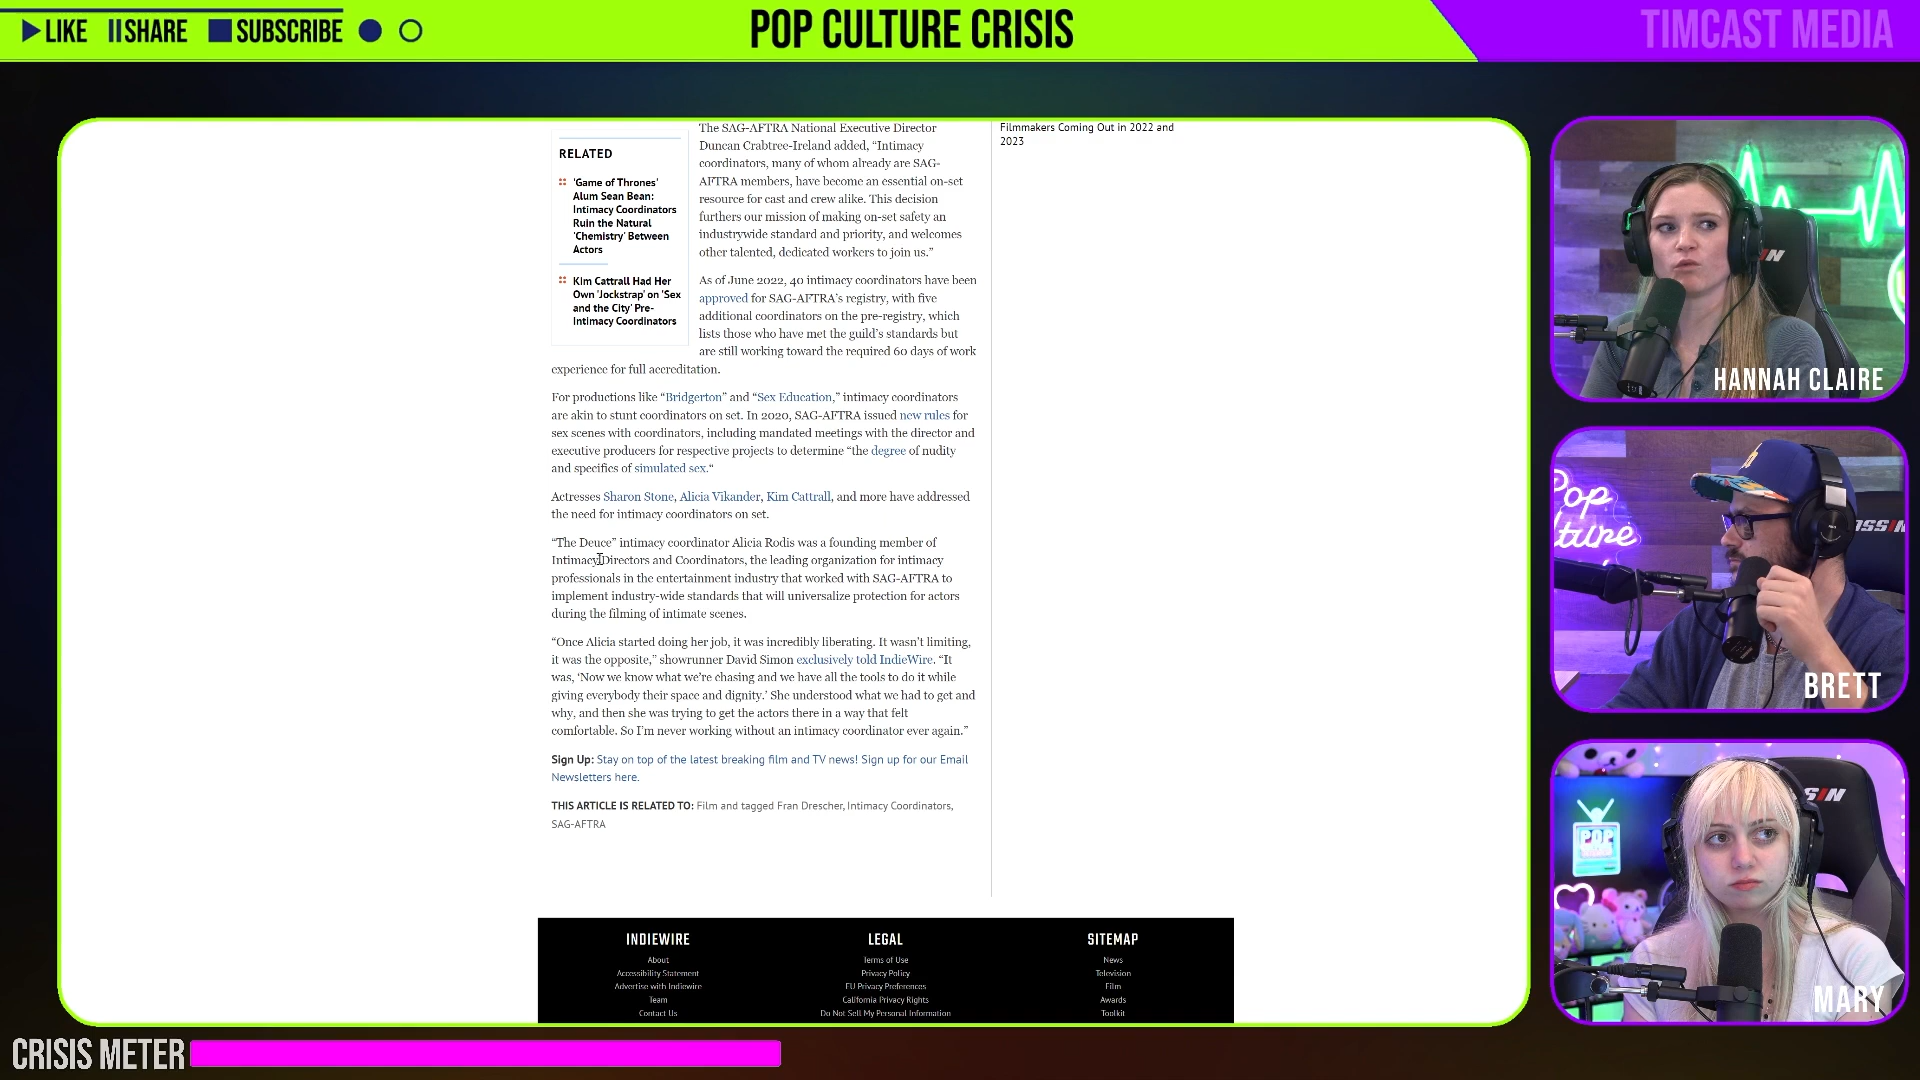 LIKE SHARE SUBSCRIBE
POP CULTURE CRISIS
TIMCAST MEDIA
RELATED
'Game of Thrones'
Alum Sean Bean:
Intimacy Coordinators
Ruin the Natural
'Chemistry' Between
Actors
Kim Cattrall Had Her
Own 'Jockstrap' on 'Sex
and the City' Pre-
Intimacy Coordinators
The SAG-AFTRA National Executive Director
Duncan Crabtree-Ireland added, “Intimacy
coordinators, many of whom already are SAG-
AFTRA members, have become an essential on-set
resource for cast and crew alike. This decision
furthers our mission of making on-set safety an
industrywide standard and priority, and welcomes
other talented, dedicated workers to join us.”
As of June 2022, 40 intimacy coordinators have been
approved for SAG-AFTRA’s registry, with five
additional coordinators on the pre-registry, which
lists those who have met the guild’s standards but
are still working toward the required 60 days of work
experience for full accreditation.
For productions like “Bridgerton” and “Sex Education,” intimacy coordinators
are akin to stunt coordinators on set. In 2020, SAG-AFTRA issued new rules for
sex scenes with coordinators, including mandated meetings with the director and
executive producers for respective projects to determine “the degree of nudity
and specifics of simulated sex.“
Actresses Sharon Stone, Alicia Vikander, Kim Cattrall, and more have addressed
the need for intimacy coordinators on set.
“The Deuce” intimacy coordinator Alicia Rodis was a founding member of
Intimacy Directors and Coordinators, the leading organization for intimacy
professionals in the entertainment industry that worked with SAG-AFTRA to
implement industry-wide standards that will universalize protection for actors
during the filming of intimate scenes.
“Once Alicia started doing her job, it was incredibly liberating. It wasn’t limiting,
it was the opposite,” showrunner David Simon exclusively told IndieWire. “It
was, ‘Now we know what we’re chasing and we have all the tools to do it while
giving everybody their space and dignity.’ She understood what we had to get and
why, and then she was trying to get the actors there in a way that felt
comfortable. So I’m never working without an intimacy coordinator ever again.”
Sign Up: Stay on top of the latest breaking film and TV news! Sign up for our Email
Newsletters here.
THIS ARTICLE IS RELATED TO: Film and tagged Fran Drescher, Intimacy Coordinators,
SAG-AFTRA
Filmmakers Coming Out in 2022 and
2023
INDIEWIRE
About
Accessibility Statement
Advertise with Indiewire
Team
Contact Us
LEGAL
Terms of Use
Privacy Policy
EU Privacy Preferences
California Privacy Rights
Do Not Sell My Personal Information
SITEMAP
News
Television
Film
Awards
Toolkit
HANNAH CLAIRE
Pop
BRETT
POP
MARY
CRISIS METER